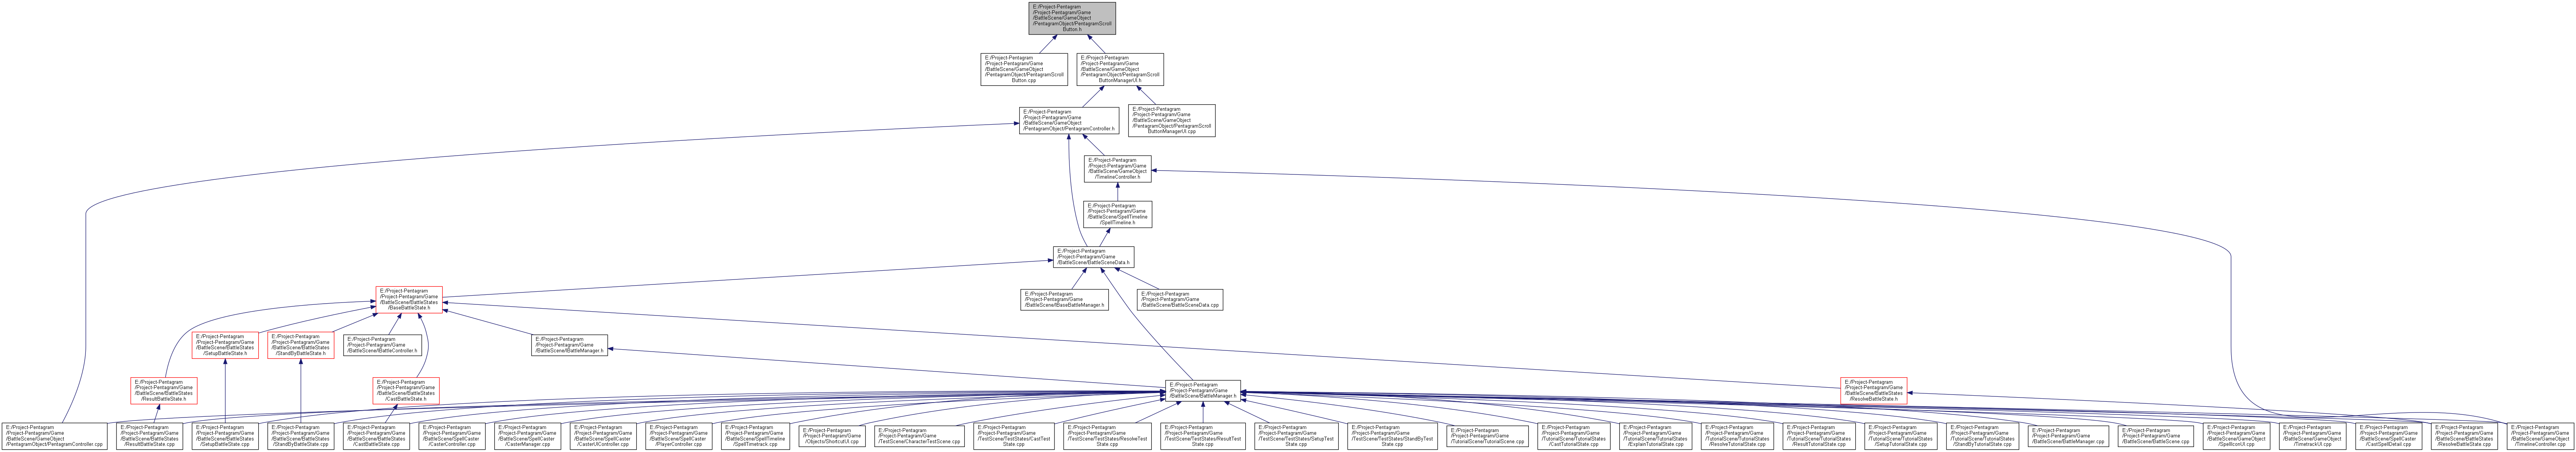 E:/Project-Pentagram
/Project-Pentagram/Game
/BattleScene/GameObject
/PentagramObject/PentagramScroll
Button.h
E:/Project-Pentagram
/Project-Pentagram/Game
/BattleScene/GameObject
/PentagramObject/PentagramScroll
Button.cpp
E:/Project-Pentagram
/Project-Pentagram/Game
/BattleScene/GameObject
/PentagramObject/PentagramScroll
ButtonManagerUI.h
E:/Project-Pentagram
/Project-Pentagram/Game
/BattleScene/GameObject
/PentagramObject/PentagramController.h
E:/Project-Pentagram
/Project-Pentagram/Game
/BattleScene/GameObject
/PentagramObject/PentagramScroll
ButtonManagerUI.cpp
E:/Project-Pentagram
/Project-Pentagram/Game
/BattleScene/GameObject
/TimelineController.h
E:/Project-Pentagram
/Project-Pentagram/Game
/BattleScene/SpellTimeline
/SpellTimeline.h
E:/Project-Pentagram
/Project-Pentagram/Game
/BattleScene/BattleSceneData.h
E:/Project-Pentagram
/Project-Pentagram/Game
/BattleScene/BattleStates
/BaseBattleState.h
E:/Project-Pentagram
/Project-Pentagram/Game
/BattleScene/IBaseBattleManager.h
E:/Project-Pentagram
/Project-Pentagram/Game
/BattleScene/BattleSceneData.cpp
E:/Project-Pentagram
/Project-Pentagram/Game
/BattleScene/BattleStates
/SetupBattleState.h
E:/Project-Pentagram
/Project-Pentagram/Game
/BattleScene/BattleStates
/StandByBattleState.h
E:/Project-Pentagram
/Project-Pentagram/Game
/BattleScene/IBattleController.h
E:/Project-Pentagram
/Project-Pentagram/Game
/BattleScene/IBattleManager.h
E:/Project-Pentagram
/Project-Pentagram/Game
/BattleScene/BattleStates
/ResultBattleState.h
E:/Project-Pentagram
/Project-Pentagram/Game
/BattleScene/BattleStates
/CastBattleState.h
E:/Project-Pentagram
/Project-Pentagram/Game
/BattleScene/BattleManager.h
E:/Project-Pentagram
/Project-Pentagram/Game
/BattleScene/BattleStates
/ResolveBattleState.h
E:/Project-Pentagram
/Project-Pentagram/Game
/BattleScene/GameObject
/PentagramObject/PentagramController.cpp
E:/Project-Pentagram
/Project-Pentagram/Game
/BattleScene/BattleStates
/ResultBattleState.cpp
E:/Project-Pentagram
/Project-Pentagram/Game
/BattleScene/BattleStates
/SetupBattleState.cpp
E:/Project-Pentagram
/Project-Pentagram/Game
/BattleScene/BattleStates
/StandByBattleState.cpp
E:/Project-Pentagram
/Project-Pentagram/Game
/BattleScene/BattleStates
/CastBattleState.cpp
E:/Project-Pentagram
/Project-Pentagram/Game
/BattleScene/SpellCaster
/CasterController.cpp
E:/Project-Pentagram
/Project-Pentagram/Game
/BattleScene/SpellCaster
/CasterManager.cpp
E:/Project-Pentagram
/Project-Pentagram/Game
/BattleScene/SpellCaster
/CasterUIController.cpp
E:/Project-Pentagram
/Project-Pentagram/Game
/BattleScene/SpellCaster
/PlayerController.cpp
E:/Project-Pentagram
/Project-Pentagram/Game
/BattleScene/SpellTimeline
/SpellTimetrack.cpp
E:/Project-Pentagram
/Project-Pentagram/Game
/Objects/ShortcutUI.cpp
E:/Project-Pentagram
/Project-Pentagram/Game
/TestScene/CharacterTestScene.cpp
E:/Project-Pentagram
/Project-Pentagram/Game
/TestScene/TestStates/CastTest
State.cpp
E:/Project-Pentagram
/Project-Pentagram/Game
/TestScene/TestStates/ResolveTest
State.cpp
E:/Project-Pentagram
/Project-Pentagram/Game
/TestScene/TestStates/ResultTest
State.cpp
E:/Project-Pentagram
/Project-Pentagram/Game
/TestScene/TestStates/SetupTest
State.cpp
E:/Project-Pentagram
/Project-Pentagram/Game
/TestScene/TestStates/StandByTest
State.cpp
E:/Project-Pentagram
/Project-Pentagram/Game
/TutorialScene/TutorialScene.cpp
E:/Project-Pentagram
/Project-Pentagram/Game
/TutorialScene/TutorialStates
/CastTutorialState.cpp
E:/Project-Pentagram
/Project-Pentagram/Game
/TutorialScene/TutorialStates
/ExplainTutorialState.cpp
E:/Project-Pentagram
/Project-Pentagram/Game
/TutorialScene/TutorialStates
/ResolveTutorialState.cpp
E:/Project-Pentagram
/Project-Pentagram/Game
/TutorialScene/TutorialStates
/ResultTutorialState.cpp
E:/Project-Pentagram
/Project-Pentagram/Game
/TutorialScene/TutorialStates
/SetupTutorialState.cpp
E:/Project-Pentagram
/Project-Pentagram/Game
/TutorialScene/TutorialStates
/StandByTutorialState.cpp
E:/Project-Pentagram
/Project-Pentagram/Game
/BattleScene/BattleManager.cpp
E:/Project-Pentagram
/Project-Pentagram/Game
/BattleScene/BattleScene.cpp
E:/Project-Pentagram
/Project-Pentagram/Game
/BattleScene/GameObject
/SpellIconUI.cpp
E:/Project-Pentagram
/Project-Pentagram/Game
/BattleScene/GameObject
/TimetrackUI.cpp
E:/Project-Pentagram
/Project-Pentagram/Game
/BattleScene/SpellCaster
/CastSpellDetail.cpp
E:/Project-Pentagram
/Project-Pentagram/Game
/BattleScene/BattleStates
/ResolveBattleState.cpp
E:/Project-Pentagram
/Project-Pentagram/Game
/BattleScene/GameObject
/TimelineController.cpp